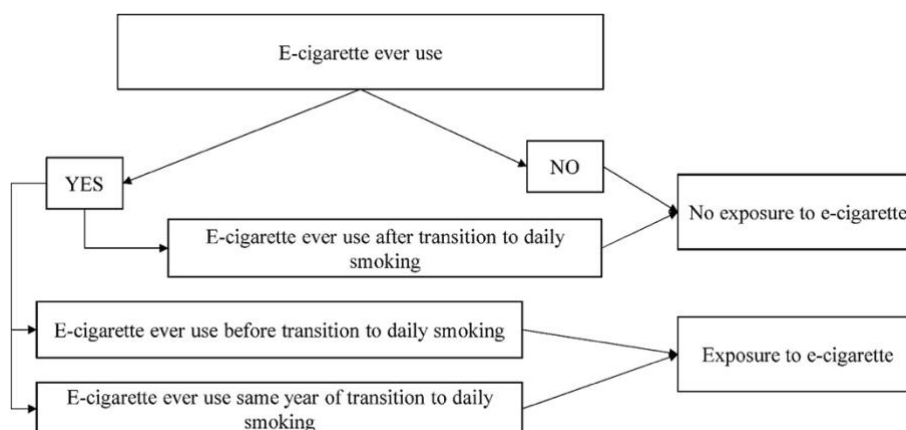 E-cigarette ever use
YES
NO
No exposure to e-cigarette
E-cigarette ever use after transition to daily
smoking
E-cigarette ever use before transition to daily smoking
Exposure to e-cigarette
E-cigarette ever use same year of transition to daily
smoking